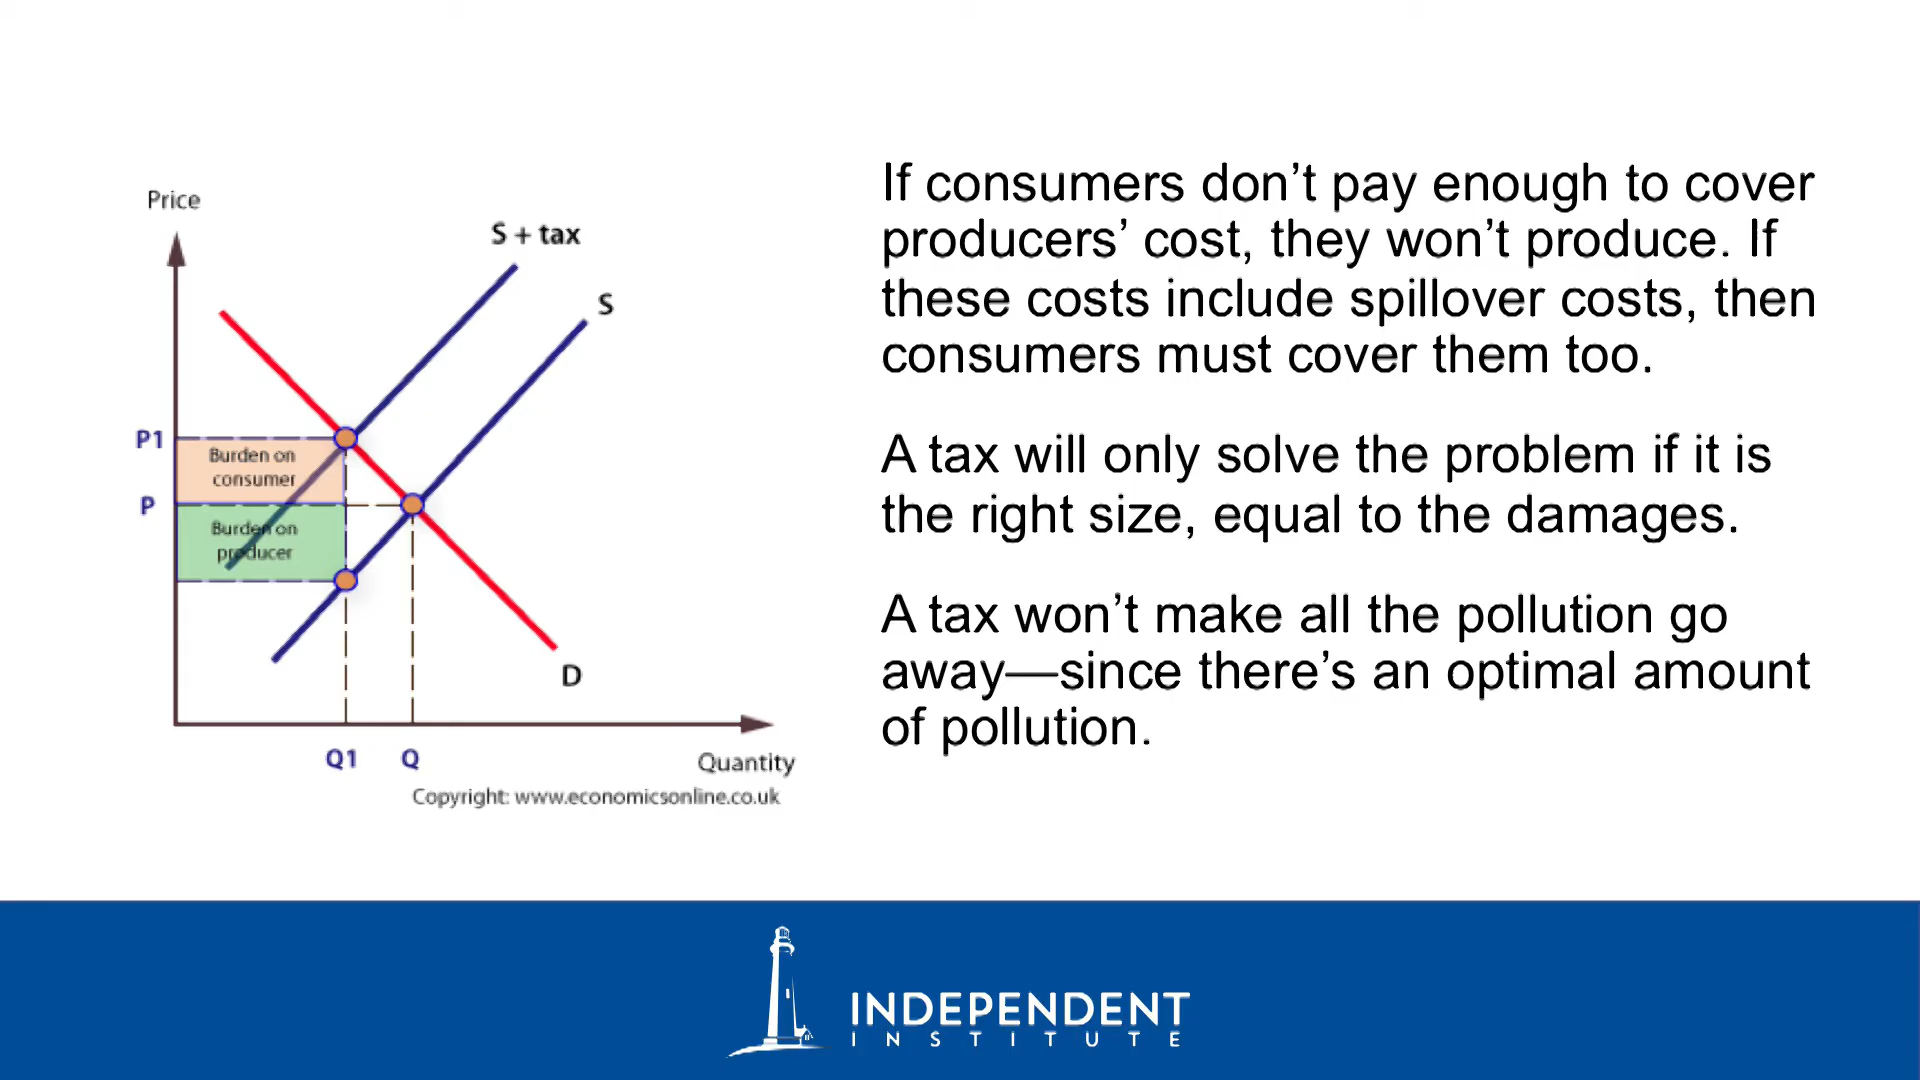 Price
S + tax
S
P1
Burden on
consumer
P
Burden on
producer
D
Q1
Q
Quantity
Copyright: www.economicsonline.co.uk
If consumers don’t pay enough to cover
producers’ cost, they won’t produce. If
these costs include spillover costs, then
consumers must cover them too.
A tax will only solve the problem if it is
the right size, equal to the damages.
A tax won’t make all the pollution go
away—since there’s an optimal amount
of pollution.
INDEPENDENT
INSTITUTE